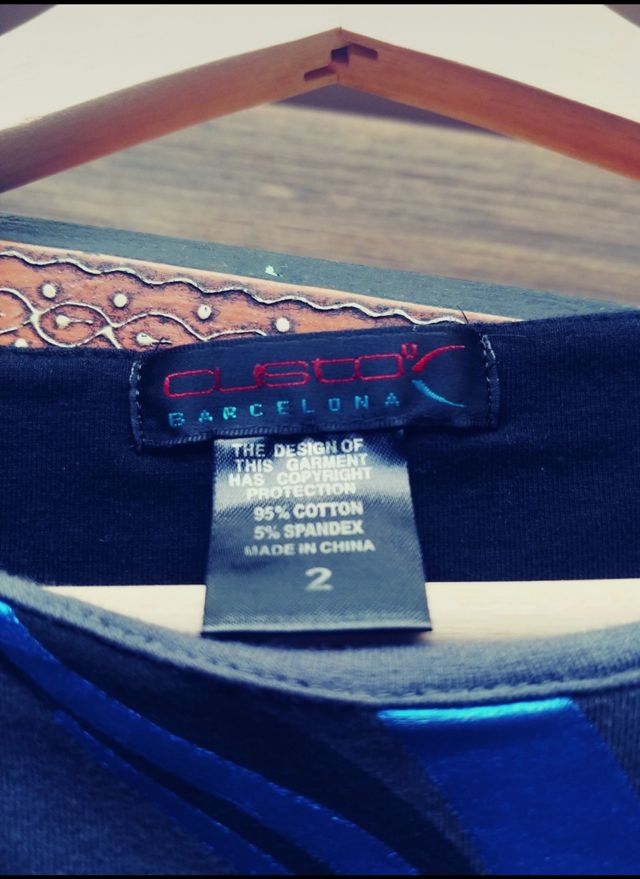 custo
BARCELONA
THE DESIGN OF
THIS GARMENT
HAS COPYRIGHT
PROTECTION
95% COTTON
5% SPANDEX
MADE IN CHINA
2